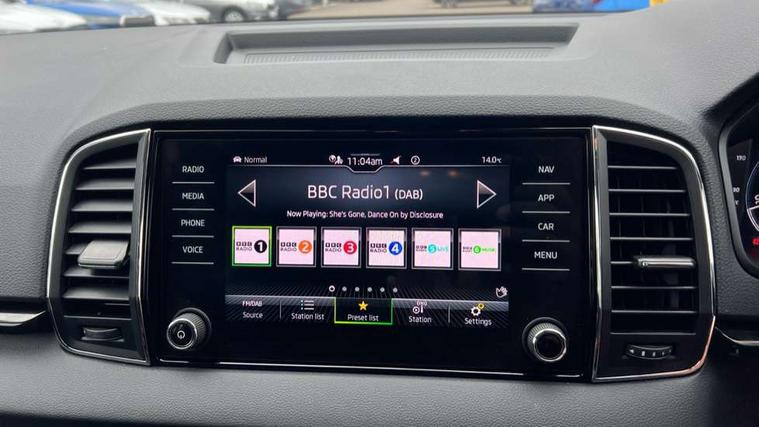 RADIO
MEDIA
PHONE
VOICE
Normal 11:04am 14.0°C
BBC Radio1 (DAB)
Now Playing: She's Gone, Dance On by Disclosure
BBC RADIO 1 BBC RADIO 2 BBC RADIO 3 BBC RADIO 4 BBC RADIO 5 LIVE BBC RADIO 6 MUSIC
FM/DAB
Source Station list Preset list Station Settings
NAV
APP
CAR
MENU